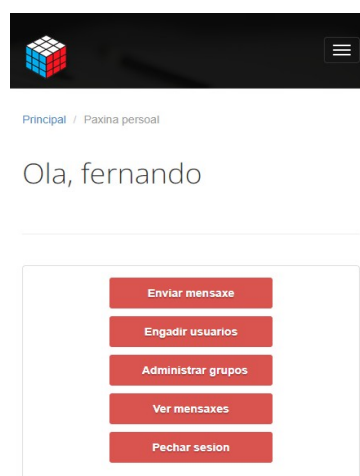 Principal / Paxina persoal
Ola, fernando
Enviar mensaxe
Engadir usuarios
Administrar grupos
Ver mensaxes
Pechar sesion